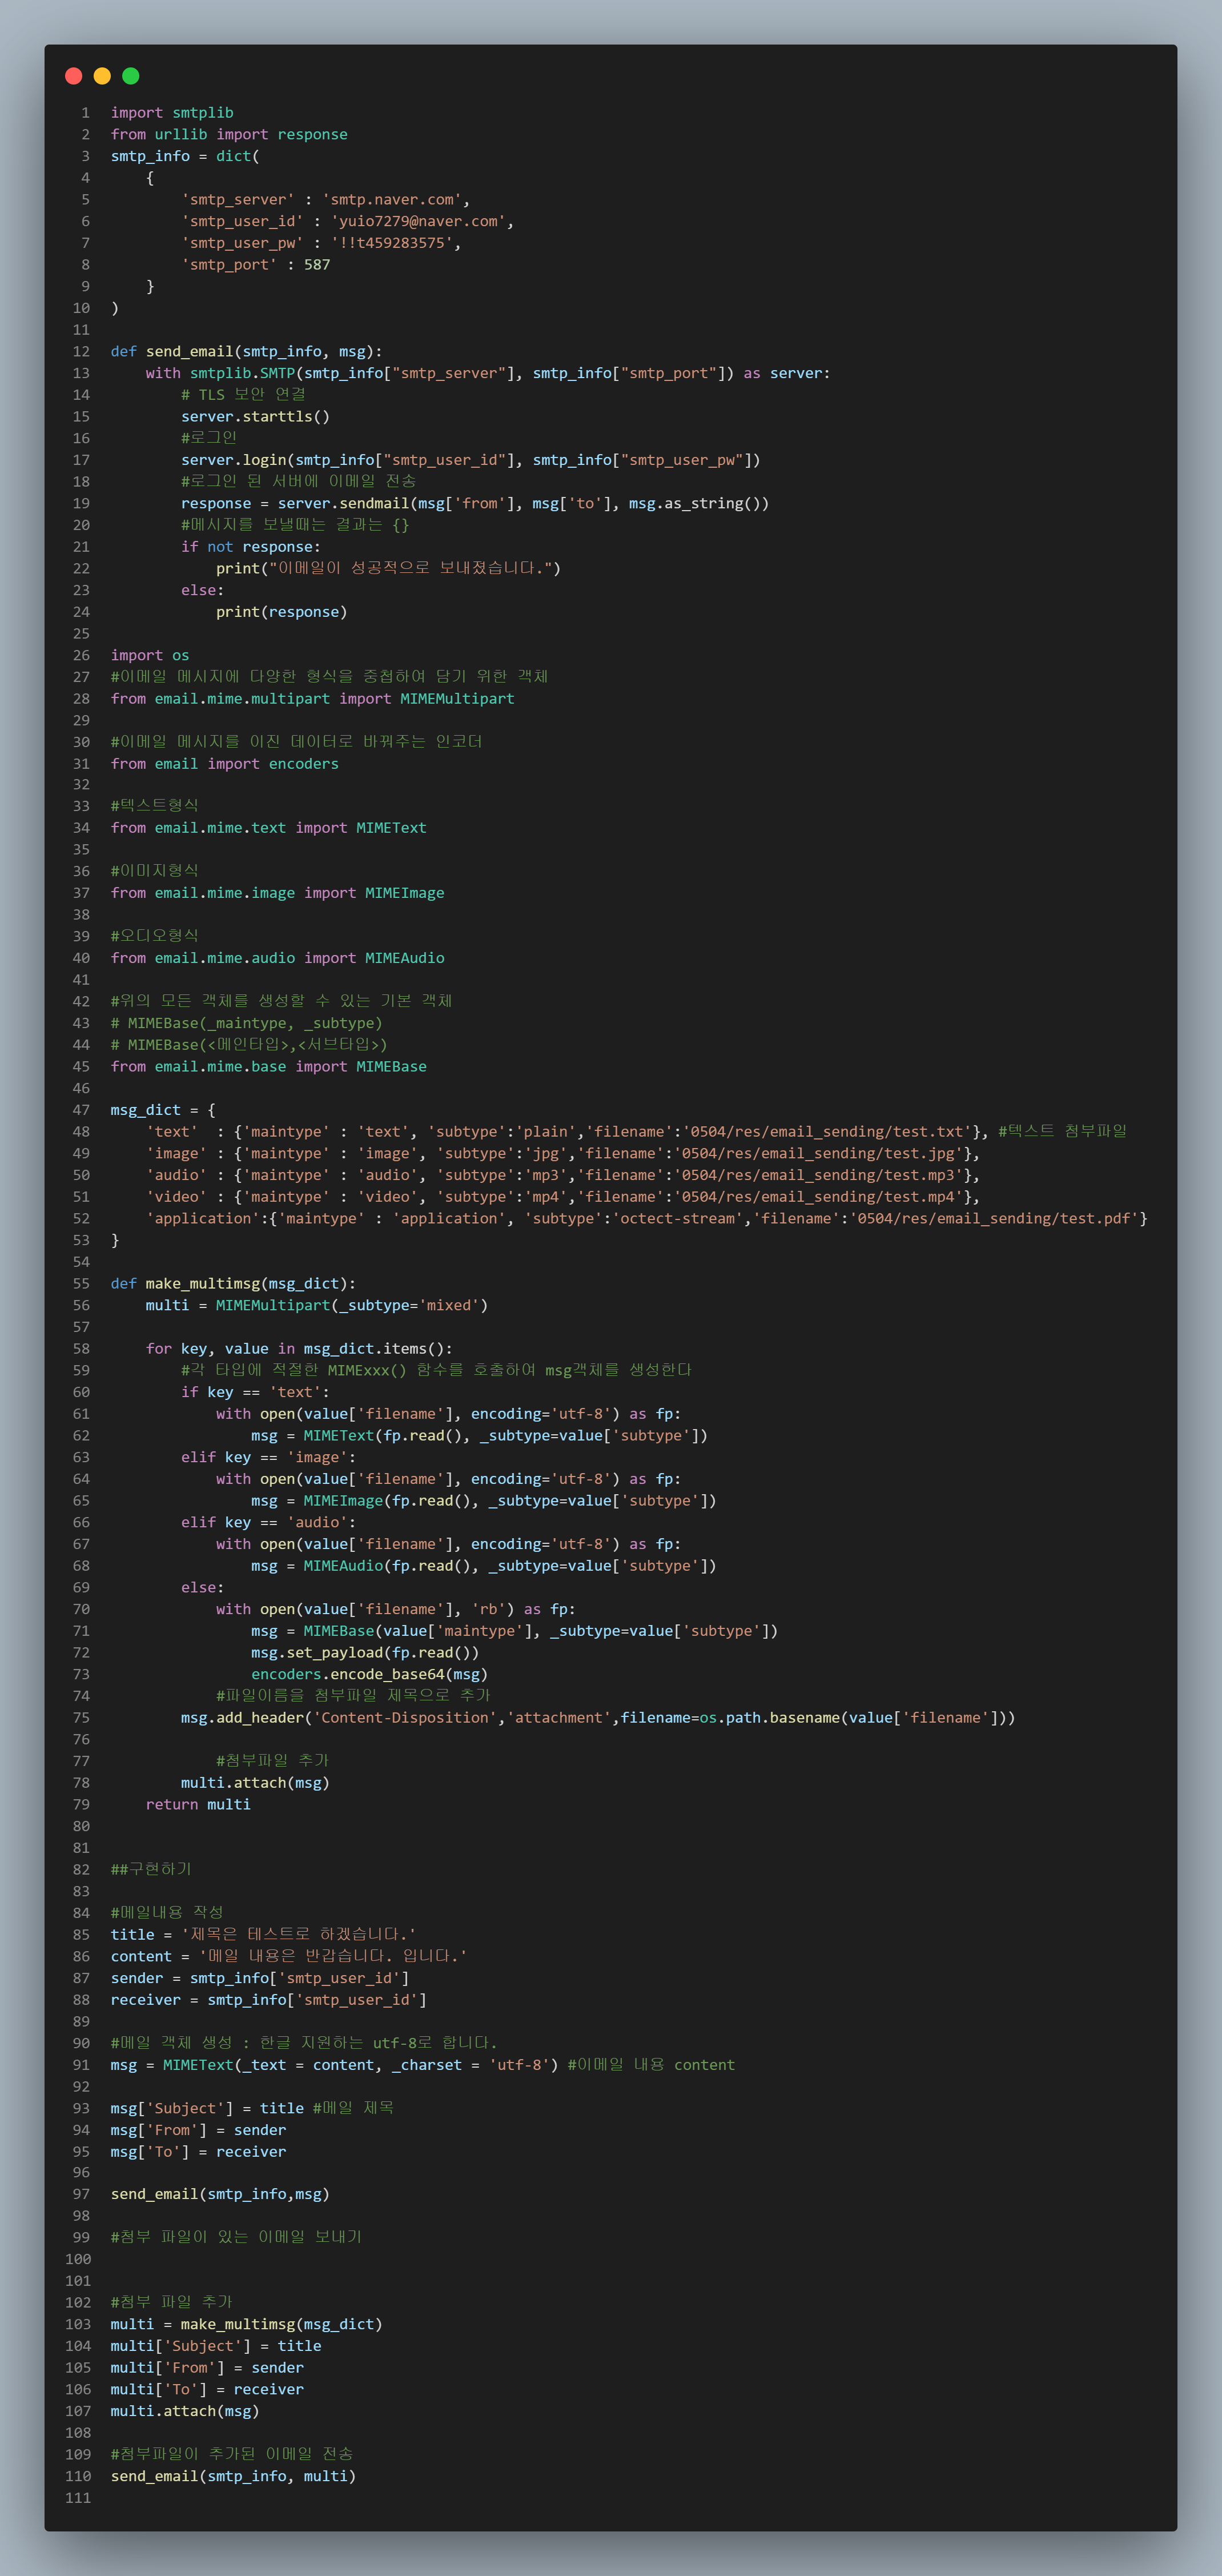 1 import smtplib
2 from urllib import response
3 smtp_info = dict(
4     {
5         'smtp_server' : 'smtp.naver.com',
6         'smtp_user_id' : 'yuio7279@naver.com',
7         'smtp_user_pw' : '!!t459283575',
8         'smtp_port' : 587
9     }
10 )
11
12 def send_email(smtp_info, msg):
13     with smtplib.SMTP(smtp_info["smtp_server"], smtp_info["smtp_port"]) as server:
14         # TLS 보안 연결
15         server.starttls()
16         #로그인
17         server.login(smtp_info["smtp_user_id"], smtp_info["smtp_user_pw"])
18         #로그인 된 서버에 이메일 전송
19         response = server.sendmail(msg['from'], msg['to'], msg.as_string())
20         #메시지를 보낼때는 결과는 {}
21         if not response:
22             print("이메일이 성공적으로 보내졌습니다.")
23         else:
24             print(response)
25
26 import os
27 #이메일 메시지에 다양한 형식을 중첩하여 담기 위한 객체
28 from email.mime.multipart import MIMEMultipart
29
30 #이메일 메시지를 이진 데이터로 바꿔주는 인코더
31 from email import encoders
32
33 #텍스트형식
34 from email.mime.text import MIMEText
35
36 #이미지형식
37 from email.mime.image import MIMEImage
38
39 #오디오형식
40 from email.mime.audio import MIMEAudio
41
42 #위의 모든 객체를 생성할 수 있는 기본 객체
43 # MIMEBase(_maintype, _subtype)
44 # MIMEBase(<메인타입>,<서브타입>)
45 from email.mime.base import MIMEBase
46
47 msg_dict = {
48     'text'  : {'maintype' : 'text', 'subtype':'plain','filename':'0504/res/email_sending/test.txt'}, #텍스트 첨부파일
49     'image' : {'maintype' : 'image', 'subtype':'jpg','filename':'0504/res/email_sending/test.jpg'},
50     'audio' : {'maintype' : 'audio', 'subtype':'mp3','filename':'0504/res/email_sending/test.mp3'},
51     'video' : {'maintype' : 'video', 'subtype':'mp4','filename':'0504/res/email_sending/test.mp4'},
52     'application':{'maintype' : 'application', 'subtype':'octect-stream','filename':'0504/res/email_sending/test.pdf'}
53 }
54
55 def make_multimsg(msg_dict):
56     multi = MIMEMultipart(_subtype='mixed')
57
58     for key, value in msg_dict.items():
59         #각 타입에 적절한 MIMExxx() 함수를 호출하여 msg객체를 생성한다
60         if key == 'text':
61             with open(value['filename'], encoding='utf-8') as fp:
62                 msg = MIMEText(fp.read(), _subtype=value['subtype'])
63         elif key == 'image':
64             with open(value['filename'], encoding='utf-8') as fp:
65                 msg = MIMEImage(fp.read(), _subtype=value['subtype'])
66         elif key == 'audio':
67             with open(value['filename'], encoding='utf-8') as fp:
68                 msg = MIMEAudio(fp.read(), _subtype=value['subtype'])
69         else:
70             with open(value['filename'], 'rb') as fp:
71                 msg = MIMEBase(value['maintype'], _subtype=value['subtype'])
72                 msg.set_payload(fp.read())
73                 encoders.encode_base64(msg)
74             #파일이름을 첨부파일 제목으로 추가
75         msg.add_header('Content-Disposition','attachment',filename=os.path.basename(value['filename']))
76
77             #첨부파일 추가
78         multi.attach(msg)
79     return multi
80
81
82 ##구현하기
83
84 #메일내용 작성
85 title = '제목은 테스트로 하겠습니다.'
86 content = '메일 내용은 반갑습니다. 입니다.'
87 sender = smtp_info['smtp_user_id']
88 receiver = smtp_info['smtp_user_id']
89
90 #메일 객체 생성 : 한글 지원하는 utf-8로 합니다.
91 msg = MIMEText(_text = content, _charset = 'utf-8') #이메일 내용 content
92
93 msg['Subject'] = title #메일 제목
94 msg['From'] = sender
95 msg['To'] = receiver
96
97 send_email(smtp_info,msg)
98
99 #첨부 파일이 있는 이메일 보내기
100
101
102 #첨부 파일 추가
103 multi = make_multimsg(msg_dict)
104 multi['Subject'] = title
105 multi['From'] = sender
106 multi['To'] = receiver
107 multi.attach(msg)
108
109 #첨부파일이 추가된 이메일 전송
110 send_email(smtp_info, multi)
111